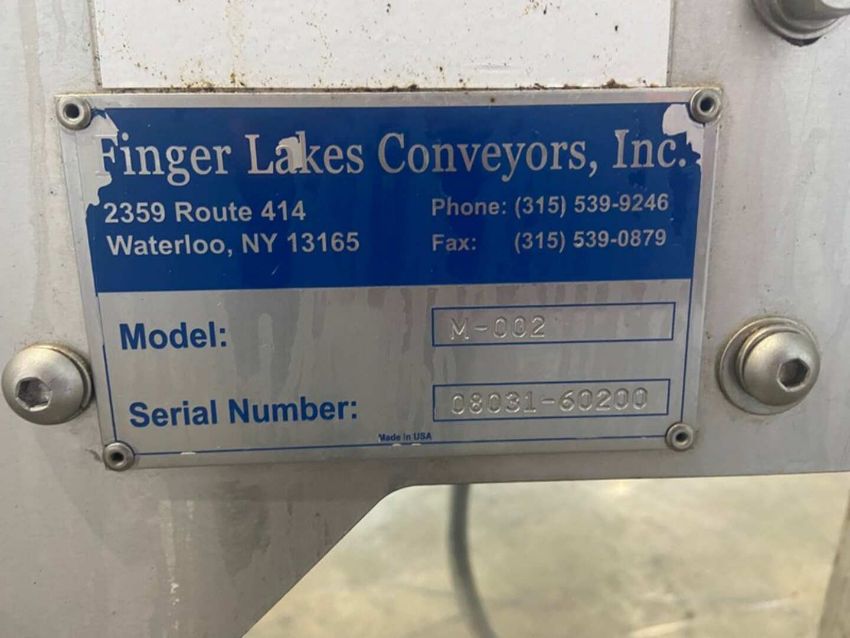 Finger Lakes Conveyors, Inc.
2359 Route 414
Waterloo, NY 13165
Phone: (315) 539-9246
Fax: (315) 539-0879
Model: M-002
Serial Number: 08031-60200
Made in USA